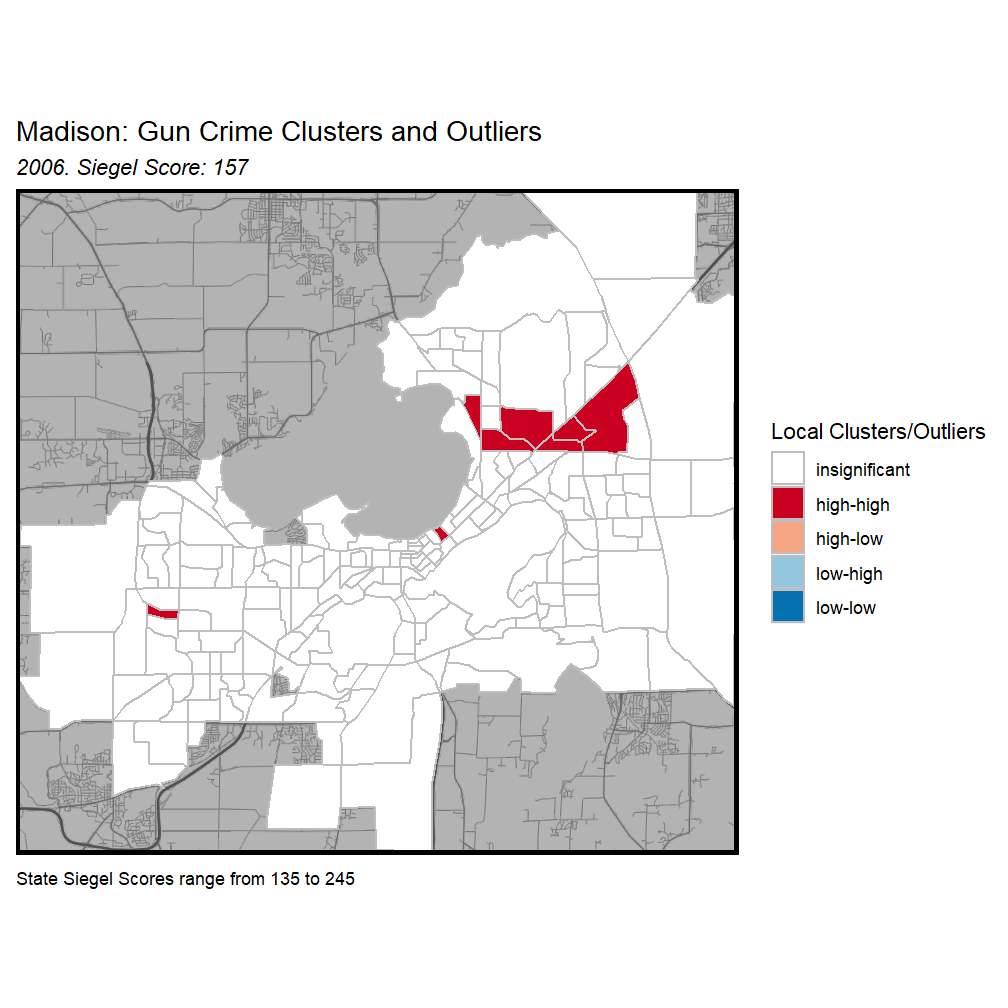 Madison: Gun Crime Clusters and Outliers
2006. Siegel Score: 157
Local Clusters/Outliers
insignificant
high-high
high-low
low-high
low-low
State Siegel Scores range from 135 to 245